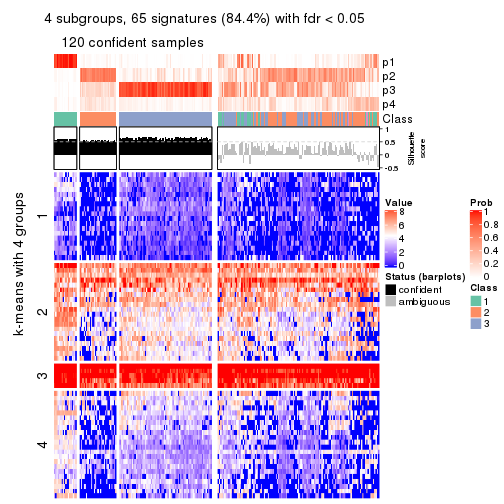 4 subgroups, 65 signatures (84.4%) with fdr < 0.05
120 confident samples
p1
p2
p3
p4
Class
1
0.5
0
-0.5
Silhouette
score
k-means with 4 groups
1
2
3
4
Value
8
6
4
2
0
Status (barplots)
confident
ambiguous
Prob
1
0.8
0.6
0.4
0.2
0
Class
1
2
3